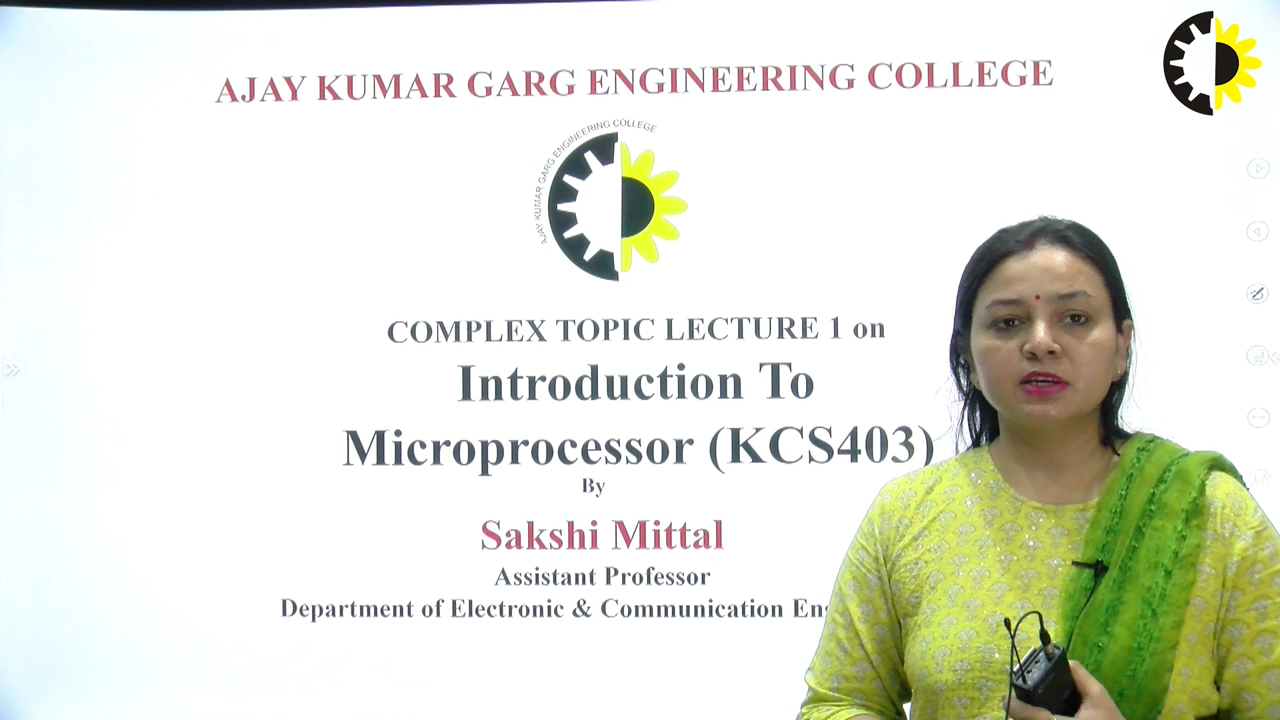 AJAY KUMAR GARG ENGINEERING COLLEGE
AJAY KUMAR GARG ENGINEERING COLLEGE
COMPLEX TOPIC LECTURE 1 on
Introduction To
Microprocessor (KCS403)
By
Sakshi Mittal
Assistant Professor
Department of Electronic & Communication Eng